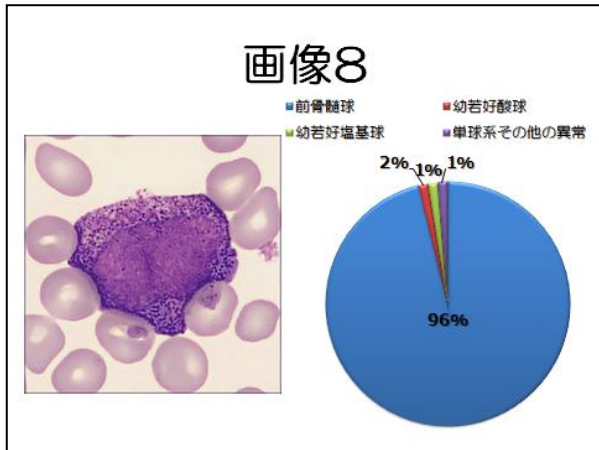 画像8
前骨髄球 幼若好酸球
幼若好塩基球 単球系その他の異常
2% 1% 1%
96%